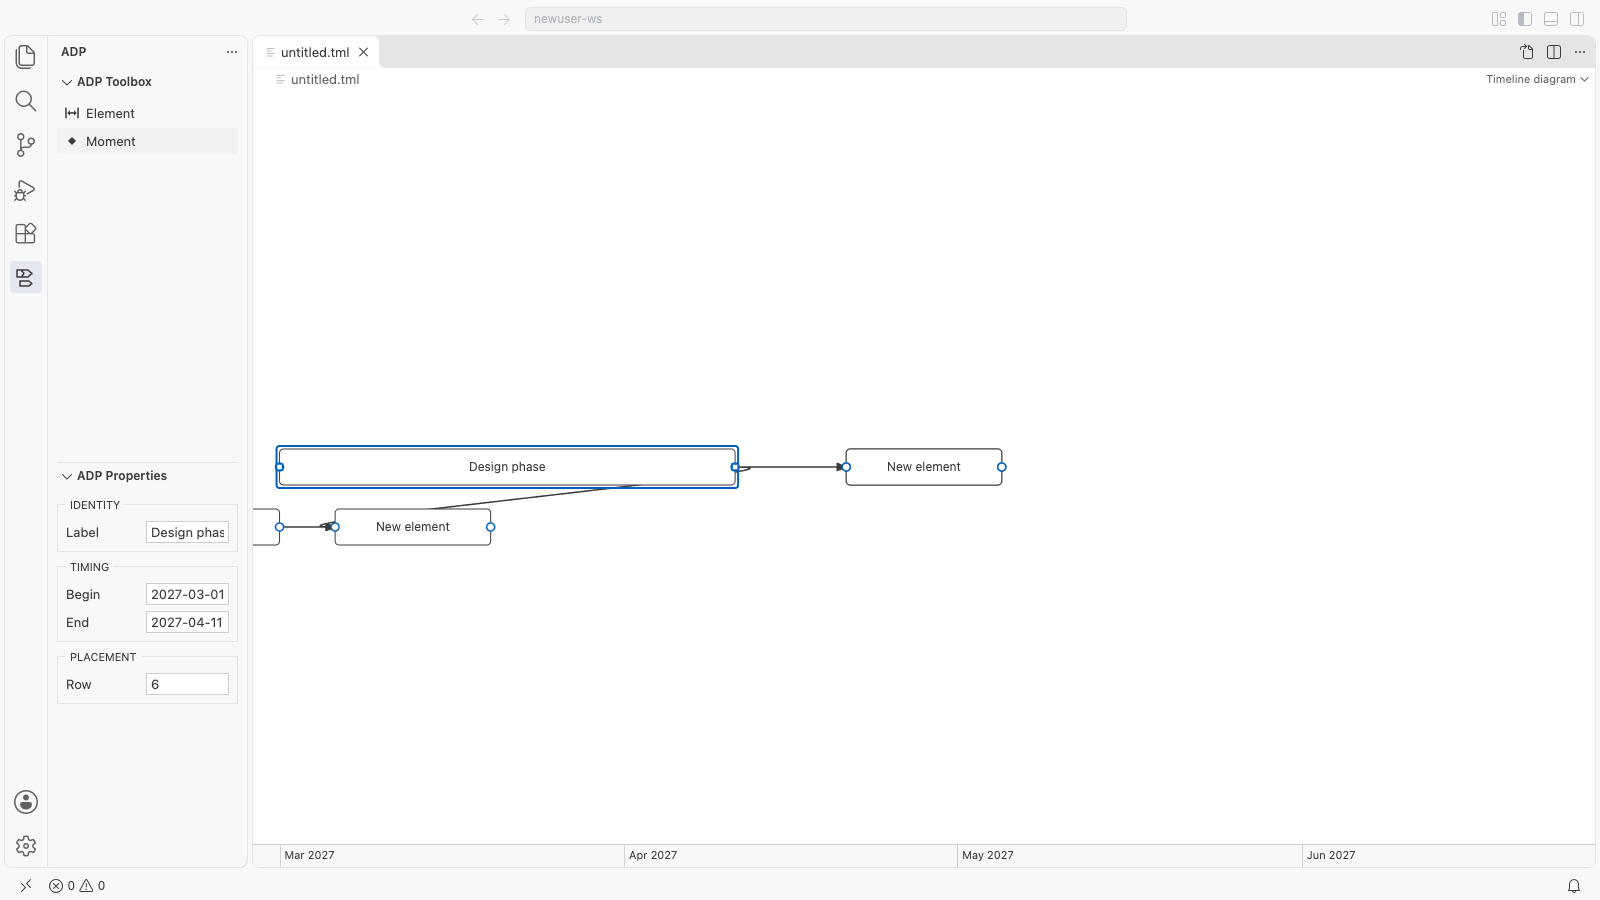 newuser-ws
ADP
untitled.tml
ADP Toolbox
untitled.tml
Timeline diagram
Element
Moment
Design phase
New element
New element
ADP Properties
IDENTITY
Label
Design phas
TIMING
Begin
2027-03-01
End
2027-04-11
PLACEMENT
Row
6
Mar 2027
Apr 2027
May 2027
Jun 2027
0
0